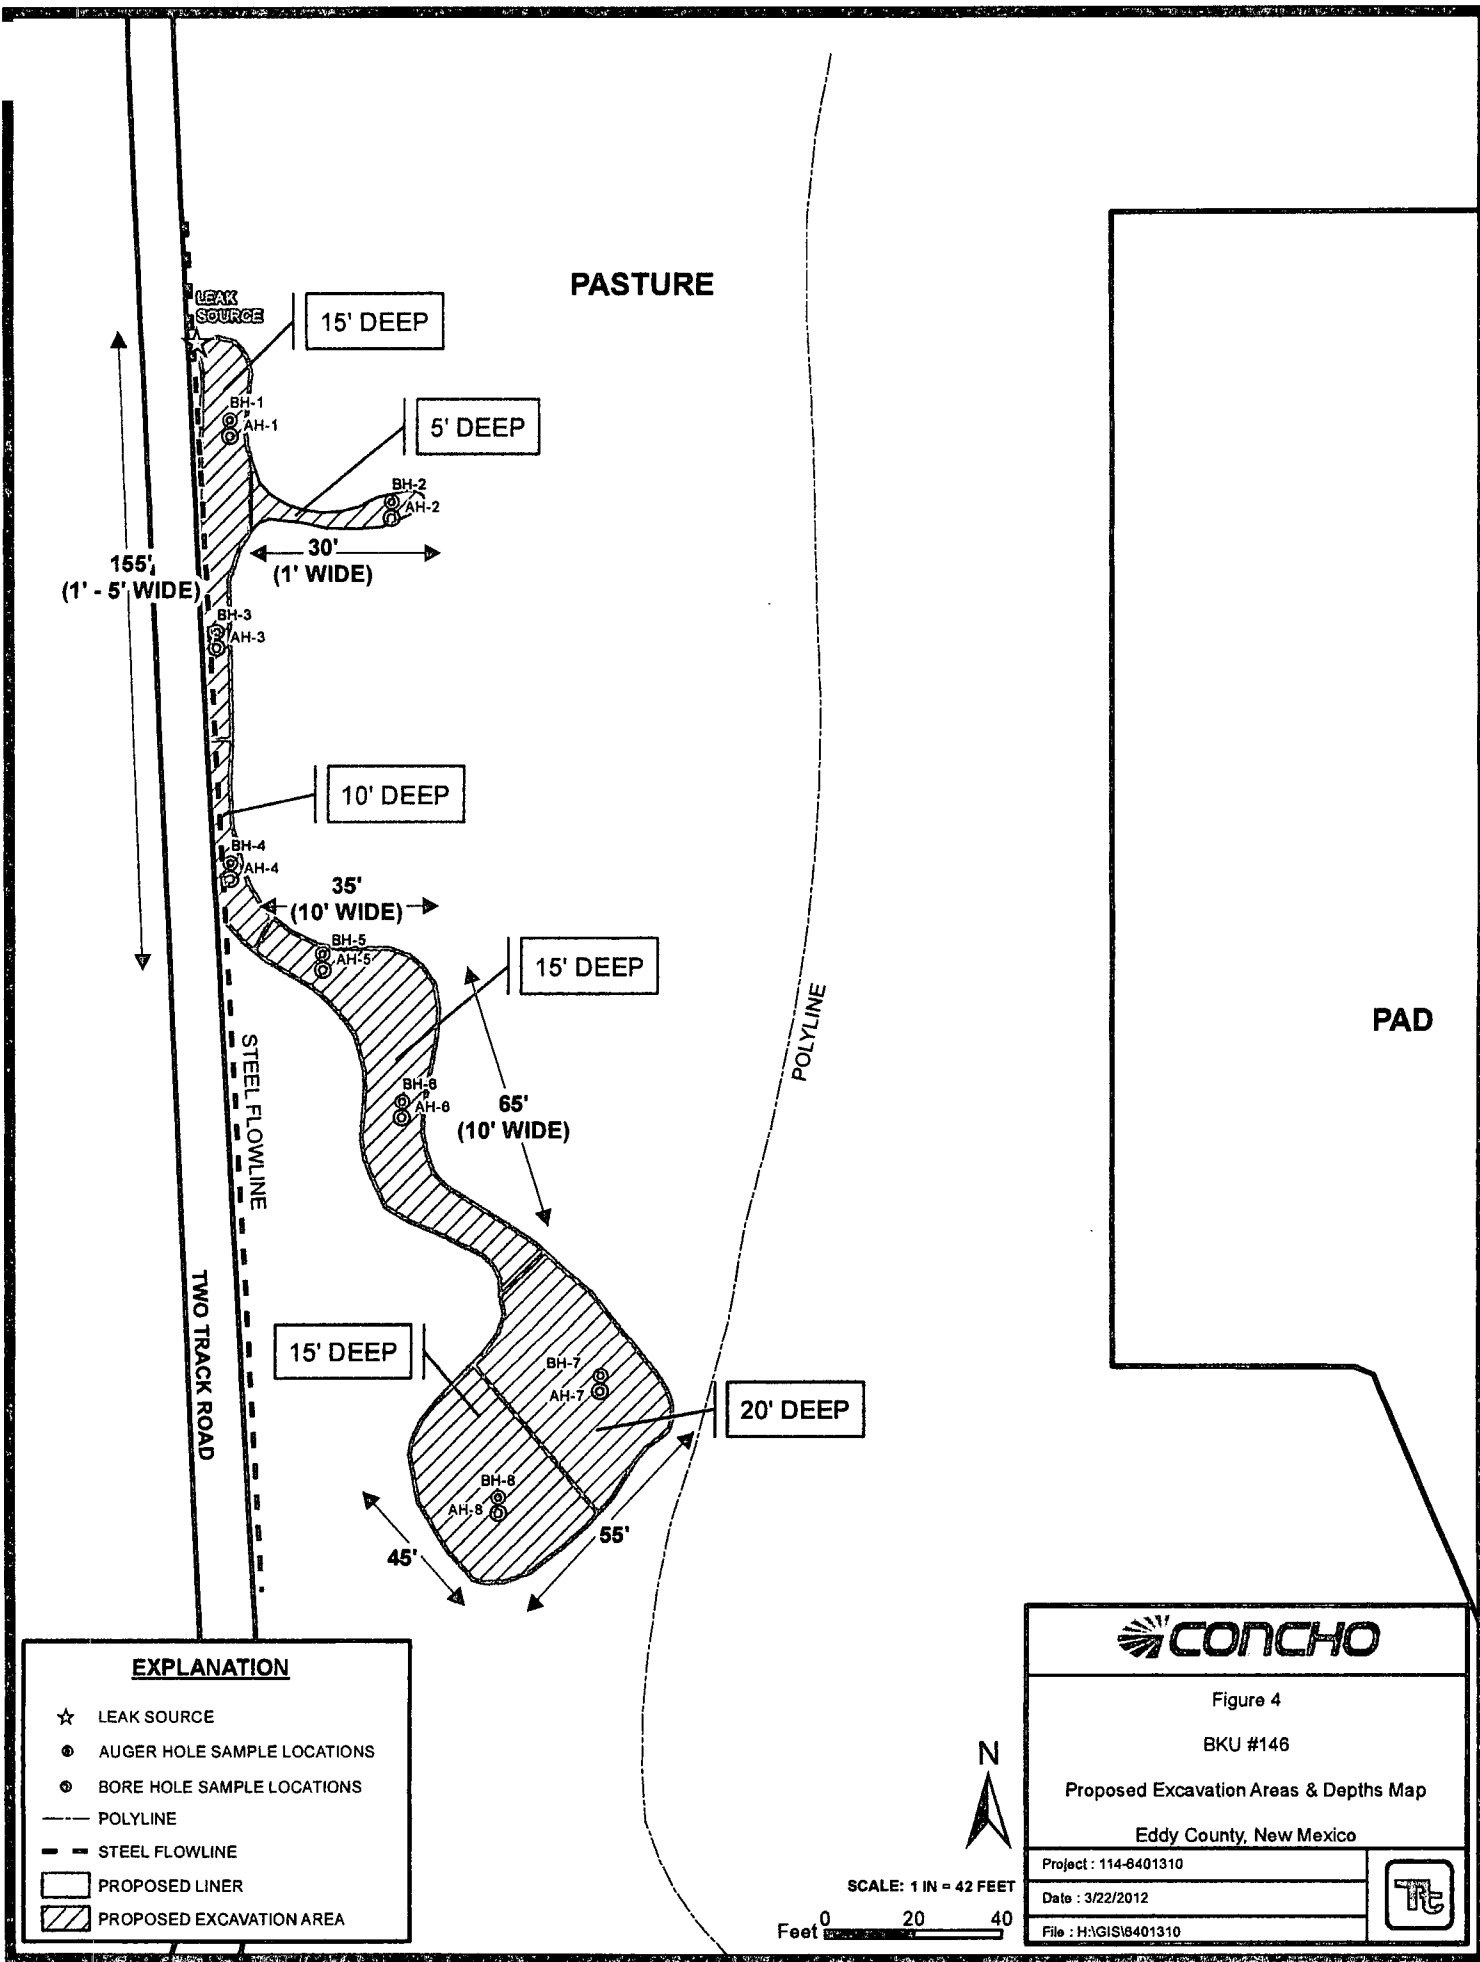 LEAK
SOURCE
15' DEEP
PASTURE
BH-1
AH-1
5' DEEP
BH-2
AH-2
30'
(1' WIDE)
155'
(1' - 5' WIDE)
BH-3
AH-3
10' DEEP
BH-4
AH-4
35'
(10' WIDE)
BH-5
AH-5
15' DEEP
POLYLINE
PAD
STEEL FLOWLINE
BH-6
AH-6
65'
(10' WIDE)
TWO TRACK ROAD
15' DEEP
BH-7
AH-7
20' DEEP
BH-8
AH-8
55'
45'
EXPLANATION
LEAK SOURCE
AUGER HOLE SAMPLE LOCATIONS
BORE HOLE SAMPLE LOCATIONS
POLYLINE
STEEL FLOWLINE
PROPOSED LINER
PROPOSED EXCAVATION AREA
N
SCALE: 1 IN = 42 FEET
Feet 0 20 40
CONCHO
Figure 4
BKU #146
Proposed Excavation Areas & Depths Map
Eddy County, New Mexico
Project : 114-6401310
Date : 3/22/2012
File : H:\GIS\6401310
Tt